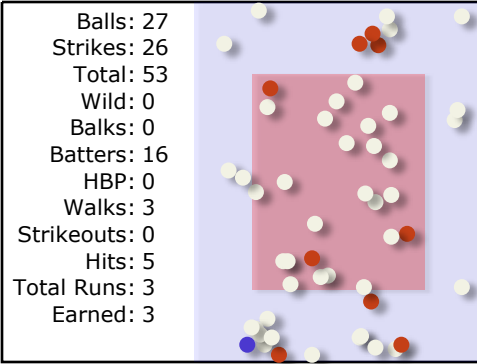 Balls: 27
Strikes: 26
Total: 53
Wild: 0
Balks: 0
Batters: 16
HBP: 0
Walks: 3
Strikeouts: 0
Hits: 5
Total Runs: 3
Earned: 3